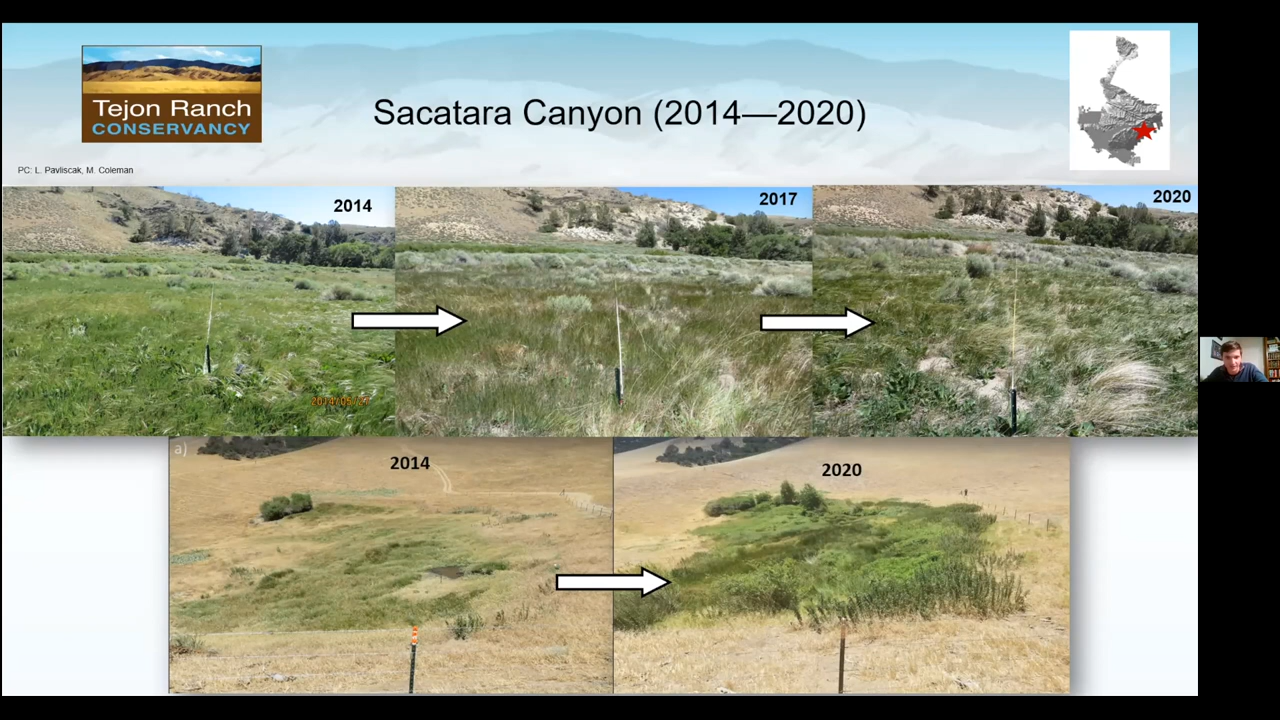 Tejon Ranch
CONSERVANCY
Sacatara Canyon (2014—2020)
PC: L. Pavliscak, M. Coleman
2014
2017
2020
a)
2014
2020